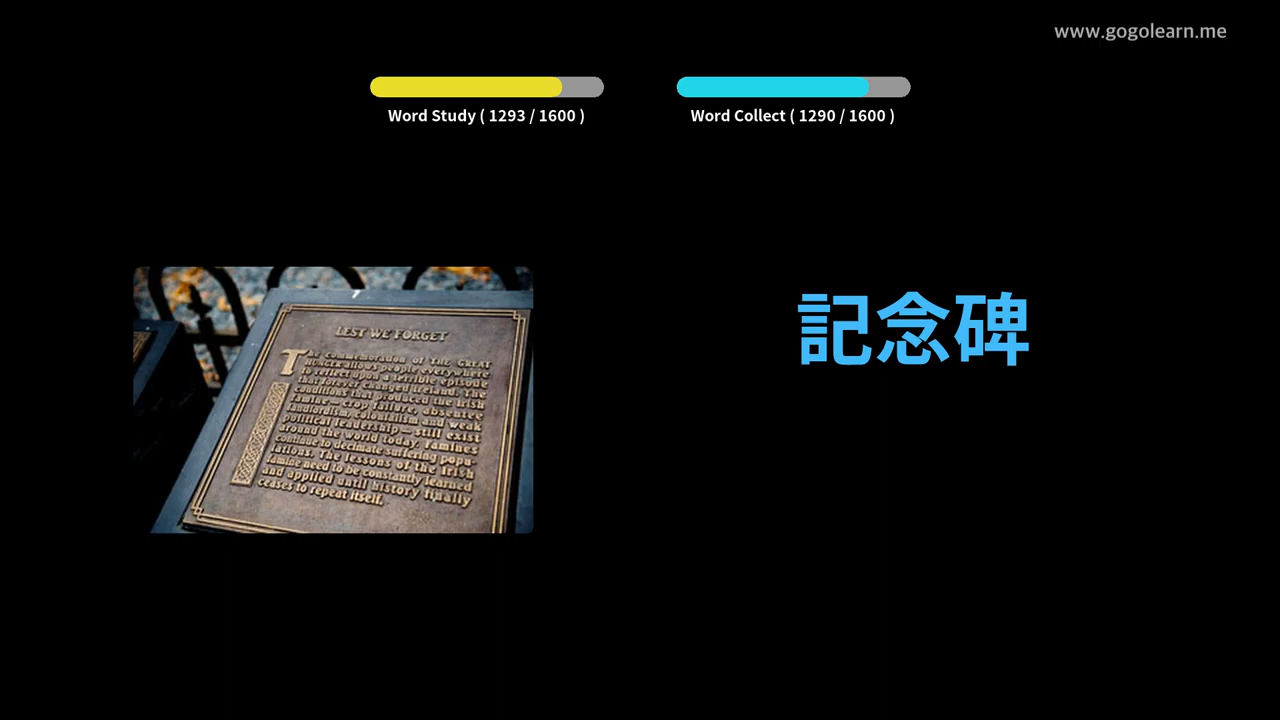 www.gogolearn.me
Word Study ( 1293 / 1600 )
Word Collect ( 1290 / 1600 )
LEST WE FORGET
The commemoration of THE GREAT
HUNGER allows people everywhere
to reflect upon a terrible episode
that forever changed Ireland. The
conditions that produced the Irish
famine — crop failure, absentee
landlordism, colonialism and weak
political leadership — still exist
around the world today. Famines
continue to decimate suffering popu-
lations. The lessons of the Irish
famine need to be constantly learned
and applied until history finally
ceases to repeat itself.
記念碑